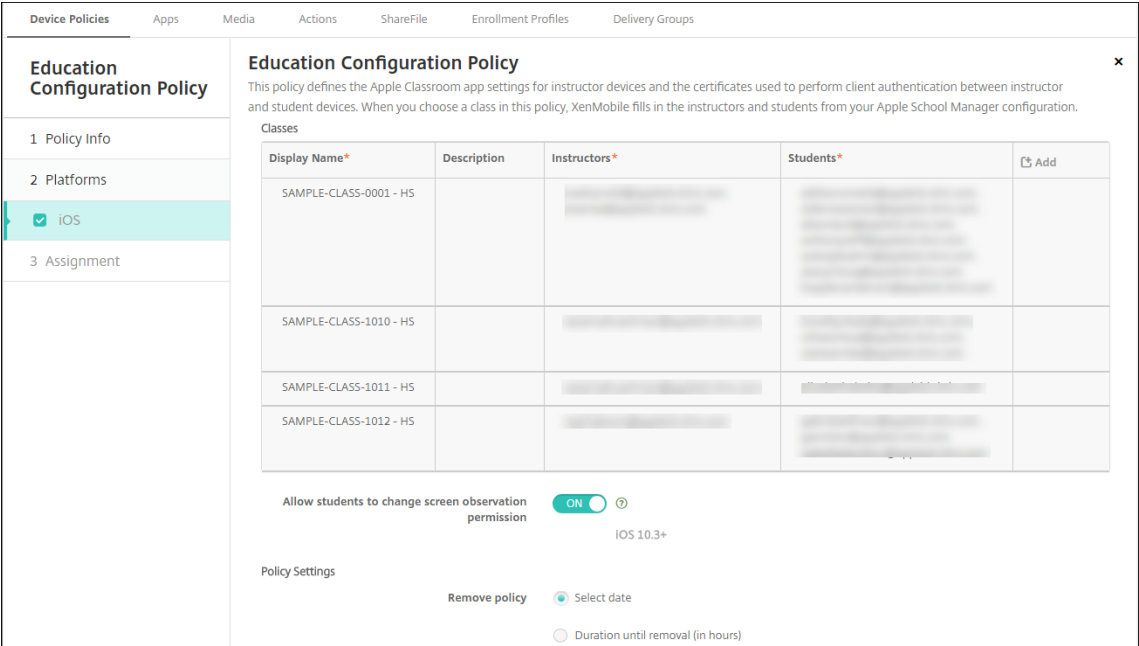 Device Policies Apps Media Actions ShareFile Enrollment Profiles Delivery Groups
Education
Configuration Policy
1 Policy Info
2 Platforms
iOS
3 Assignment
Education Configuration Policy
This policy defines the Apple Classroom app settings for instructor devices and the certificates used to perform client authentication between instructor
and student devices. When you choose a class in this policy, XenMobile fills in the instructors and students from your Apple School Manager configuration.
Classes
Display Name* Description Instructors* Students* Add
SAMPLE-CLASS-0001 - HS
SAMPLE-CLASS-1010 - HS
SAMPLE-CLASS-1011 - HS
SAMPLE-CLASS-1012 - HS
Allow students to change screen observation
permission
ON
iOS 10.3+
Policy Settings
Remove policy
Select date
Duration until removal (in hours)